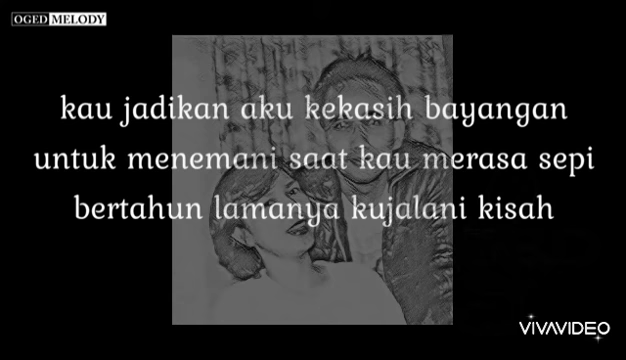 OGED MELODY
kau jadikan aku kekasih bayangan
untuk menemani saat kau merasa sepi
bertahun lamanya kujalani kisah
VIVAVIDEO